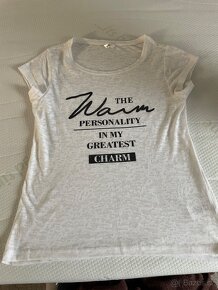 THE
Warm
PERSONALITY
IN MY
GREATEST
CHARM